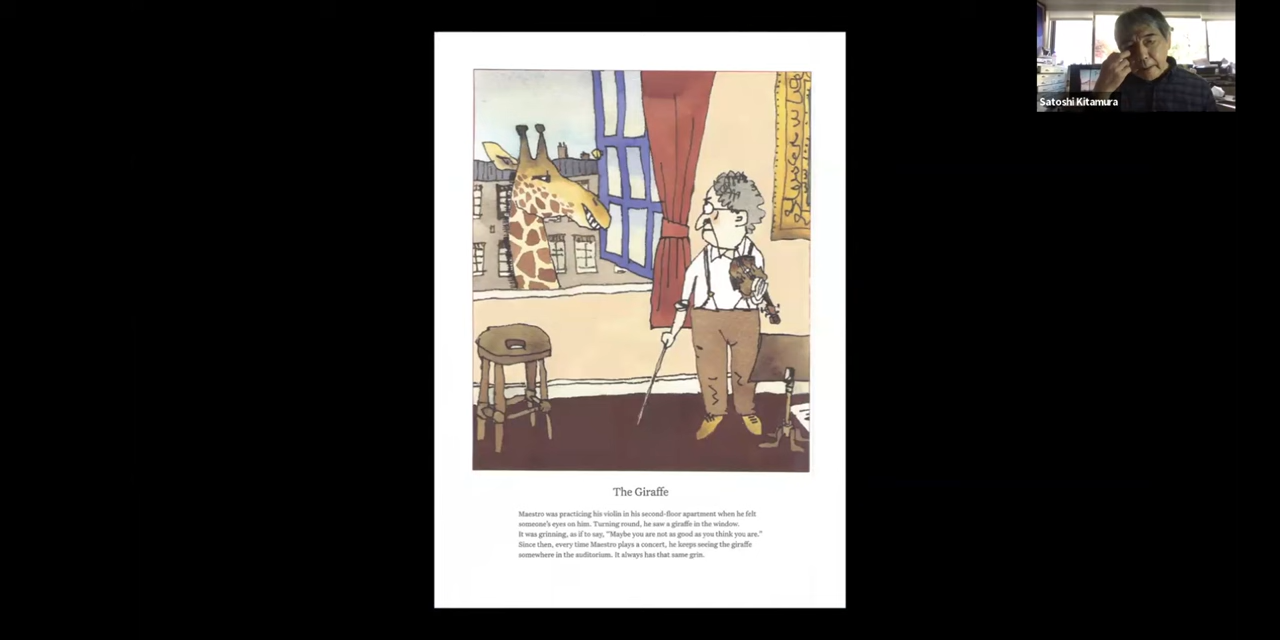 Satoshi Kitamura
The Giraffe
Maestro was practicing his violin in his second-floor apartment when he felt
someone's eyes on him. Turning round, he saw a giraffe in the window.
It was grinning, as if to say, "Maybe you are not as good as you think you are."
Since then, every time Maestro plays a concert, he keeps seeing the giraffe
somewhere in the auditorium. It always has that same grin.